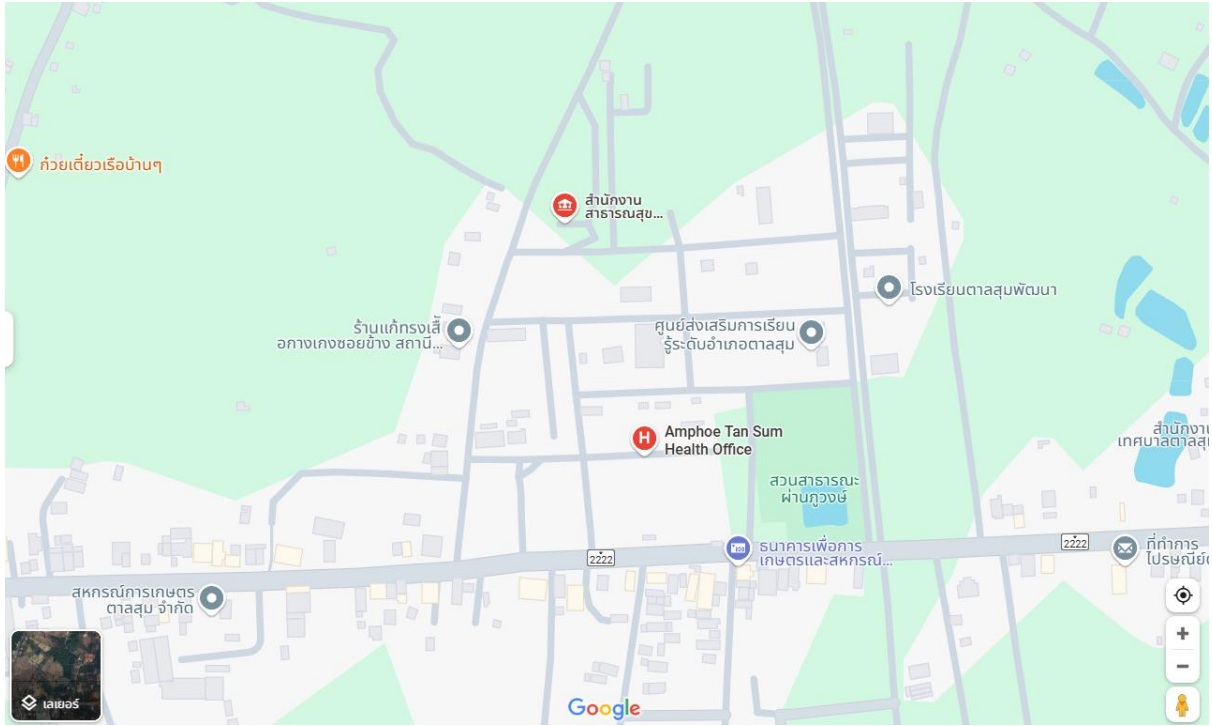 ก๋วยเตี๋ยวเรือบ้านๆ
สำนักงาน
สาธารณสุข...
โรงเรียนตาลสุมพัฒนา
ร้านแก้ทรงเสื้
อกางเกงซอยข้าง สถานี...
ศูนย์ส่งเสริมการเรียน
รู้ระดับอำเภอตาลสุม
H
Amphoe Tan Sum
Health Office
สำนักงาน
เทศบาลตาลสุ
สวนสาธารณะ
ผ่านภูวงษ์
2222
ธนาคารเพื่อการ
เกษตรและสหกรณ์...
2222
ที่ทำการ
ไปรษณีย์
สหกรณ์การเกษตร
ตาลสุม จำกัด
เลเยอร์
Google